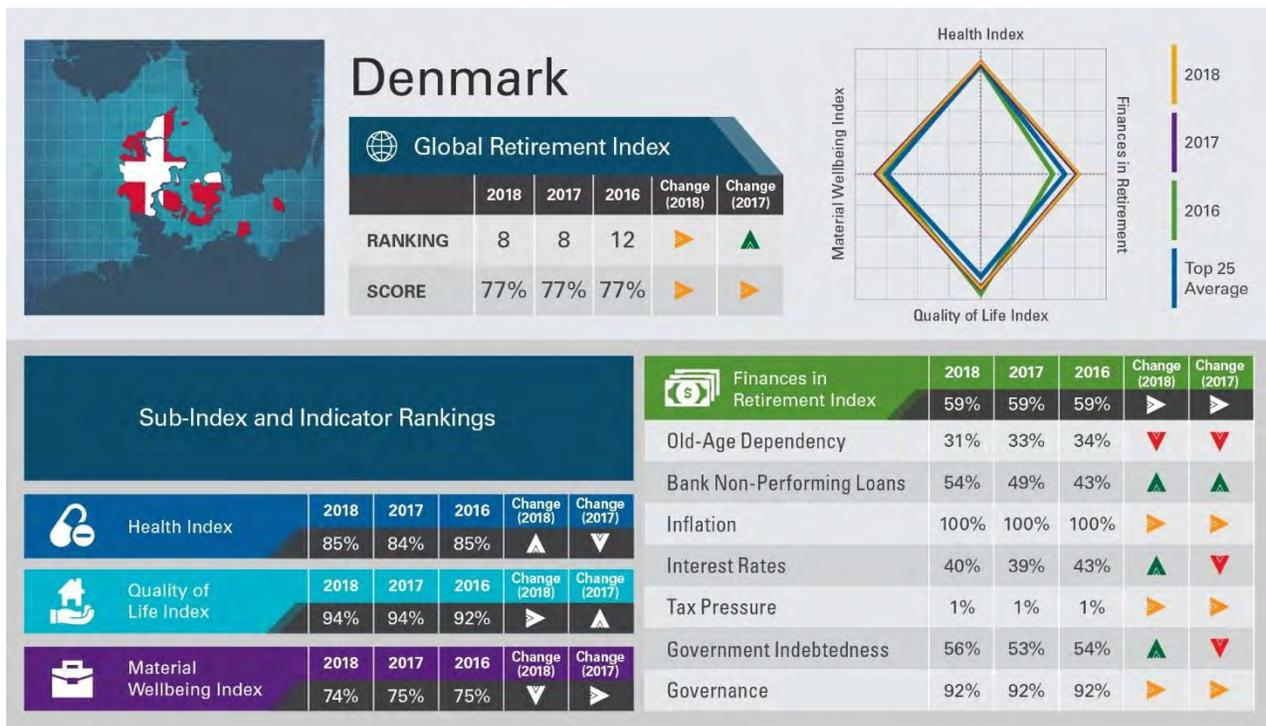 Denmark
Global Retirement Index
2018 2017 2016 Change (2018) Change (2017)
RANKING 8 8 12
SCORE 77% 77% 77%
Health Index
Material Wellbeing Index
Finances in Retirement
Quality of Life Index
2018
2017
2016
Top 25
Average
Sub-Index and Indicator Rankings
Health Index
2018 2017 2016 Change (2018) Change (2017)
85% 84% 85%
Quality of
Life Index
2018 2017 2016 Change (2018) Change (2017)
94% 94% 92%
Material
Wellbeing Index
2018 2017 2016 Change (2018) Change (2017)
74% 75% 75%
Finances in
Retirement Index
2018 2017 2016 Change (2018) Change (2017)
59% 59% 59%
Old-Age Dependency 31% 33% 34%
Bank Non-Performing Loans 54% 49% 43%
Inflation 100% 100% 100%
Interest Rates 40% 39% 43%
Tax Pressure 1% 1% 1%
Government Indebtedness 56% 53% 54%
Governance 92% 92% 92%